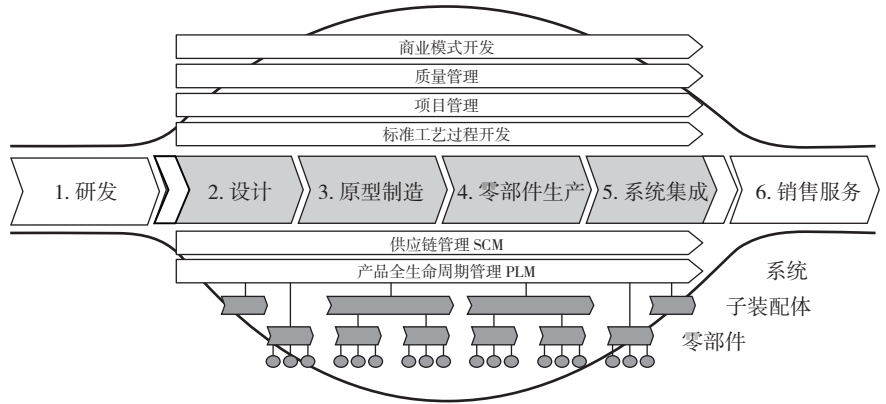 商业模式开发
质量管理
项目管理
标准工艺过程开发
1. 研发
2. 设计
3. 原型制造
4. 零部件生产
5. 系统集成
6. 销售服务
供应链管理 SCM
产品全生命周期管理 PLM
系统
子装配体
零部件